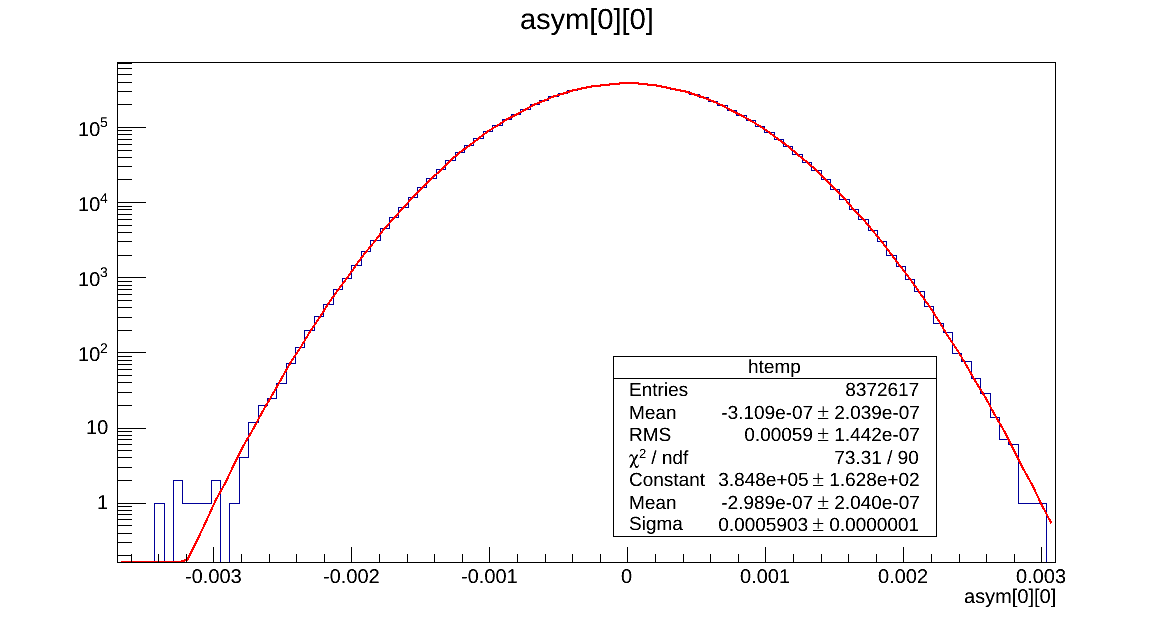 asym[0][0]
10^5
10^4
10^3
10^2
10
1
htemp
Entries 8372617
Mean -3.109e-07 ± 2.039e-07
RMS 0.00059 ± 1.442e-07
χ² / ndf 73.31 / 90
Constant 3.848e+05 ± 1.628e+02
Mean -2.989e-07 ± 2.040e-07
Sigma 0.0005903 ± 0.0000001
-0.003 -0.002 -0.001 0 0.001 0.002 0.003
asym[0][0]